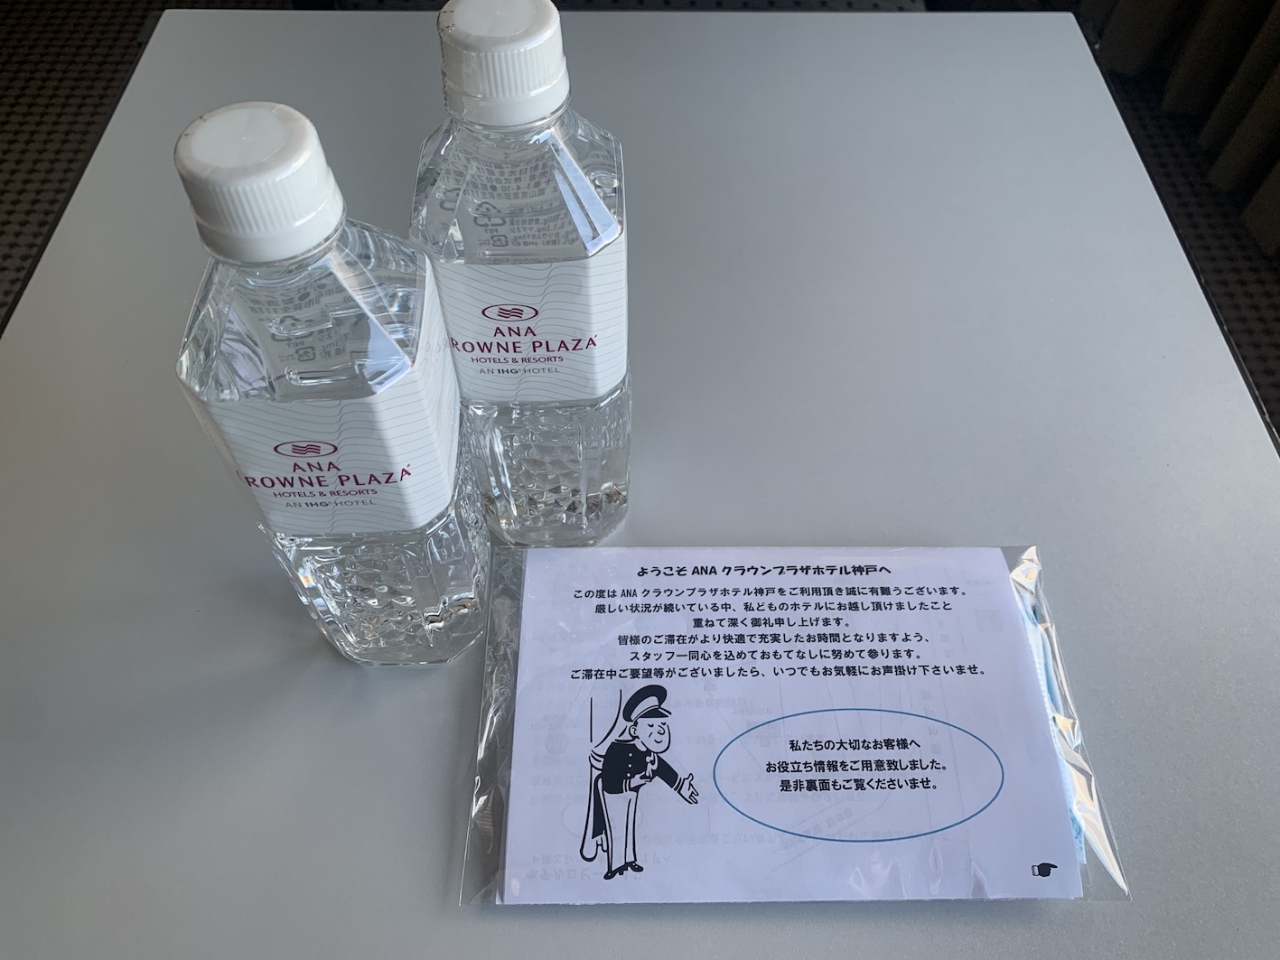 ANA
ROWNE PLAZA
HOTELS & RESORTS
AN IHG® HOTEL
ANA
ROWNE PLAZA
HOTELS & RESORTS
AN IHG® HOTEL
ようこそ ANA クラウンプラザホテル神戸へ
この度は ANA クラウンプラザホテル神戸をご利用頂き誠に有難うございます。
厳しい状況が続いている中、私どものホテルにお越し頂けましたこと
重ねて深く御礼申し上げます。
皆様のご滞在がより快適で充実したお時間となりますよう、
スタッフ一同心を込めておもてなしに努めて参ります。
ご滞在中ご要望等がございましたら、いつでもお気軽にお声掛け下さいませ。
私たちの大切なお客様へ
お役立ち情報をご用意致しました。
是非裏面もご覧くださいませ。